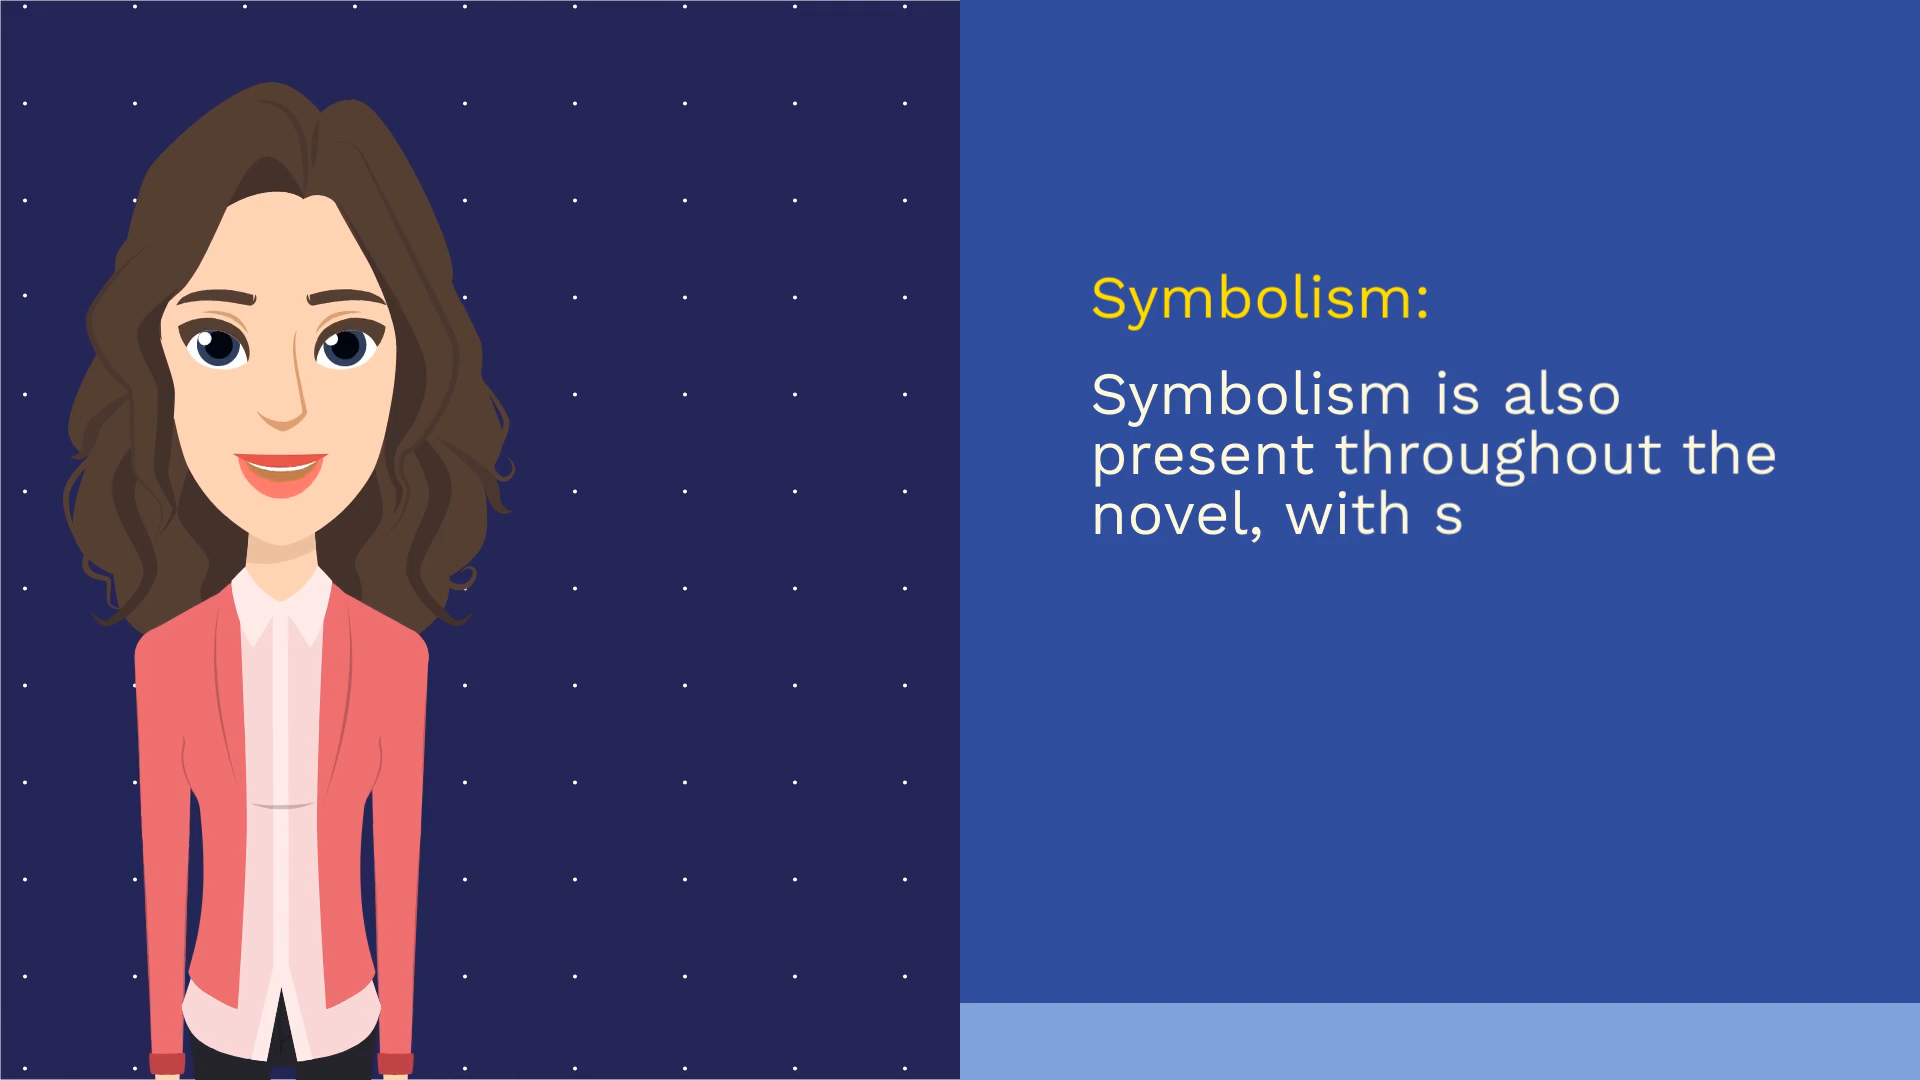 Symbolism:
Symbolism is also
present throughout the
novel, with s